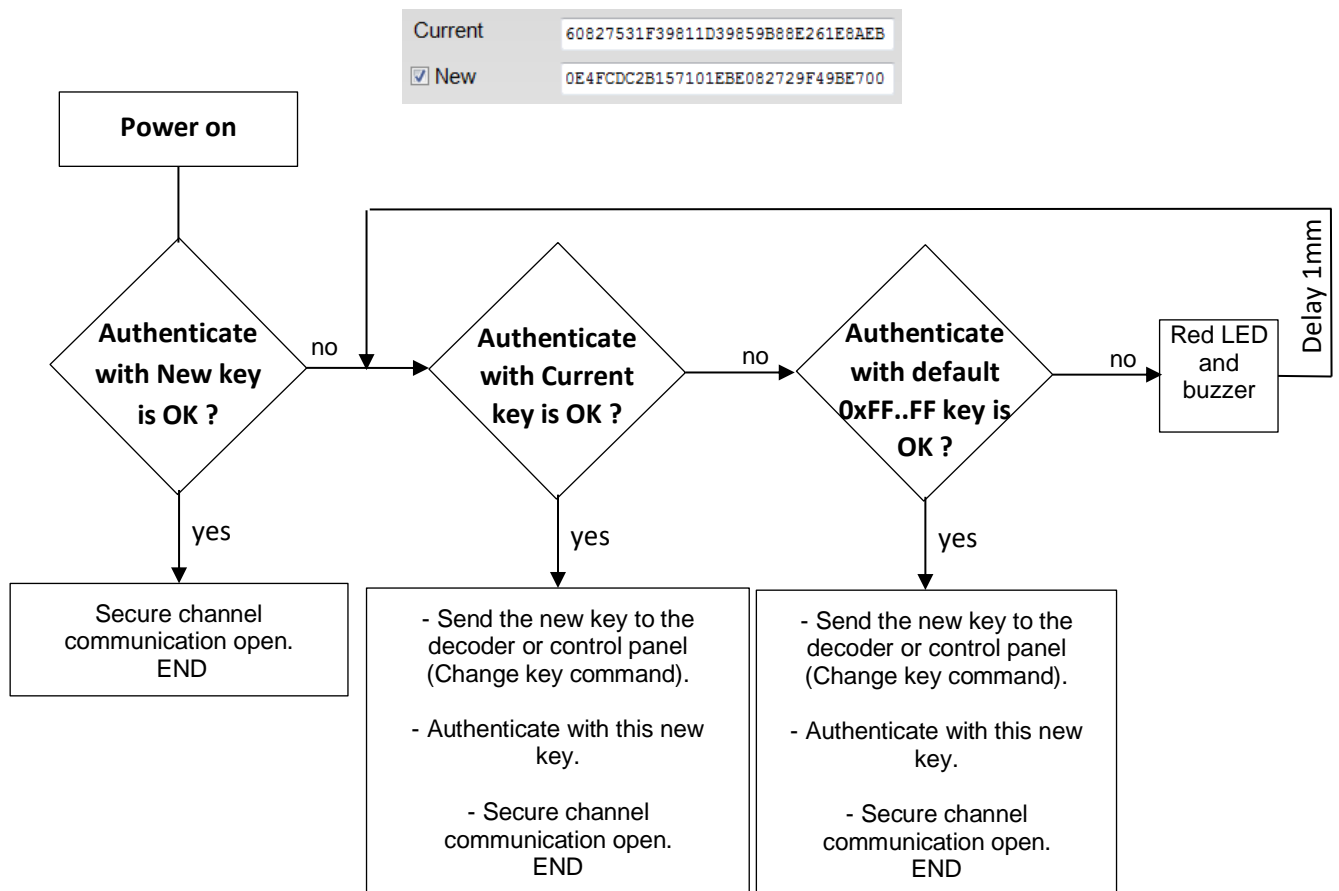 Current 60827531F39811D39859B88E261E8AEB
New 0E4FCDC2B157101EBE082729F49BE700
Power on
Delay 1mm
Authenticate
with New key
is OK ?
no
Authenticate
with Current
key is OK ?
no
Authenticate
with default
0xFF..FF key is
OK ?
no
Red LED
and
buzzer
yes
yes
yes
Secure channel
communication open.
END
- Send the new key to the
decoder or control panel
(Change key command).
- Authenticate with this new
key.
- Secure channel
communication open.
END
- Send the new key to the
decoder or control panel
(Change key command).
- Authenticate with this new
key.
- Secure channel
communication open.
END